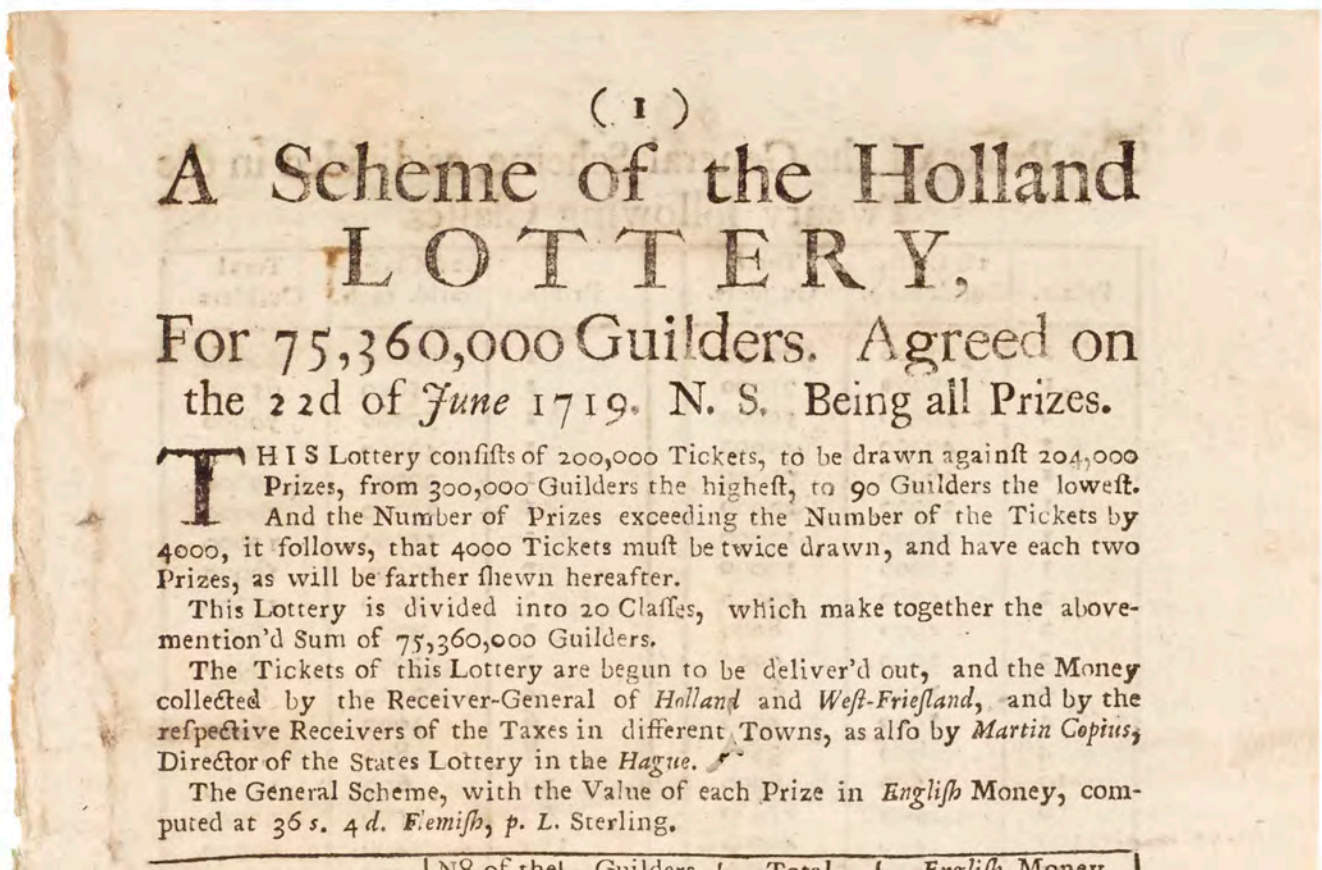 ( 1 )
A Scheme of the Holland
LOTTERY,
For 75,360,000 Guilders. Agreed on
the 22d of June 1719. N. S. Being all Prizes.
THIS Lottery conſiſts of 200,000 Tickets, to be drawn againſt 204,000
Prizes, from 300,000 Guilders the higheſt, to 90 Guilders the loweſt.
And the Number of Prizes exceeding the Number of the Tickets by
4000, it follows, that 4000 Tickets muſt be twice drawn, and have each two
Prizes, as will be farther ſhewn hereafter.
This Lottery is divided into 20 Claſſes, which make together the above-
mention'd Sum of 75,360,000 Guilders.
The Tickets of this Lottery are begun to be deliver'd out, and the Money
collected by the Receiver-General of Holland and Weſt-Frieſland, and by the
reſpective Receivers of the Taxes in different Towns, as alſo by Martin Copius,
Director of the States Lottery in the Hague.
The General Scheme, with the Value of each Prize in Engliſh Money, com-
puted at 36 s. 4 d. Flemiſh, p. L. Sterling.
No of the Guilders Total Engliſh Money